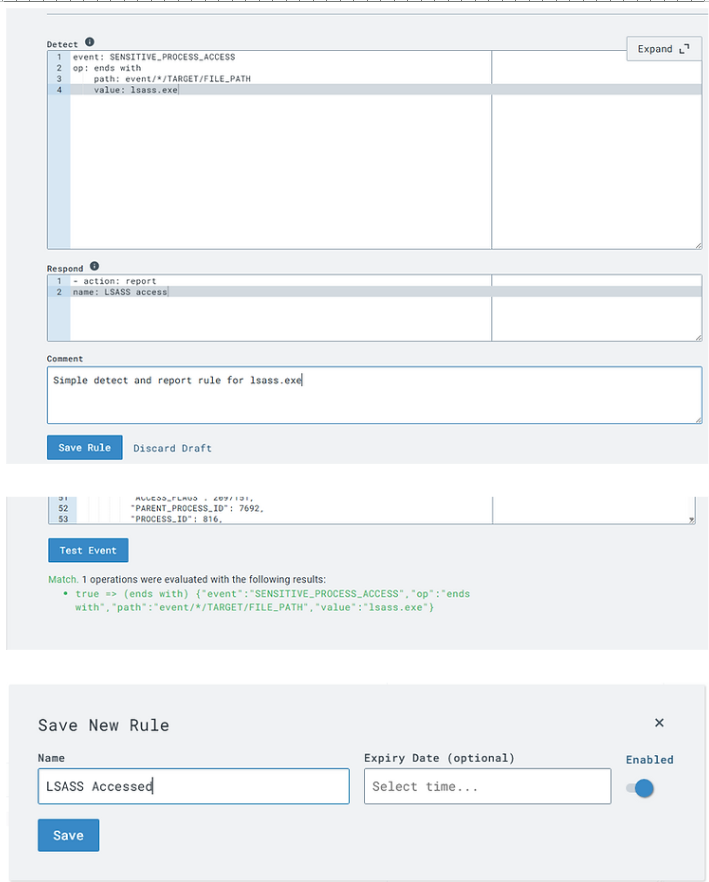 Detect
Expand
1 event: SENSITIVE_PROCESS_ACCESS
2 op: ends with
3 path: event/*/TARGET/FILE_PATH
4 value: lsass.exe
Respond
1 - action: report
2 name: LSASS access
Comment
Simple detect and report rule for lsass.exe
Save Rule Discard Draft
51 "ACCESS_FLAGS": 2097151,
52 "PARENT_PROCESS_ID": 7692,
53 "PROCESS_ID": 816,
Test Event
Match. 1 operations were evaluated with the following results:
• true => (ends with) {"event":"SENSITIVE_PROCESS_ACCESS","op":"ends
with","path":"event/*/TARGET/FILE_PATH","value":"lsass.exe"}
Save New Rule ×
Name Expiry Date (optional) Enabled
LSASS Accessed Select time...
Save